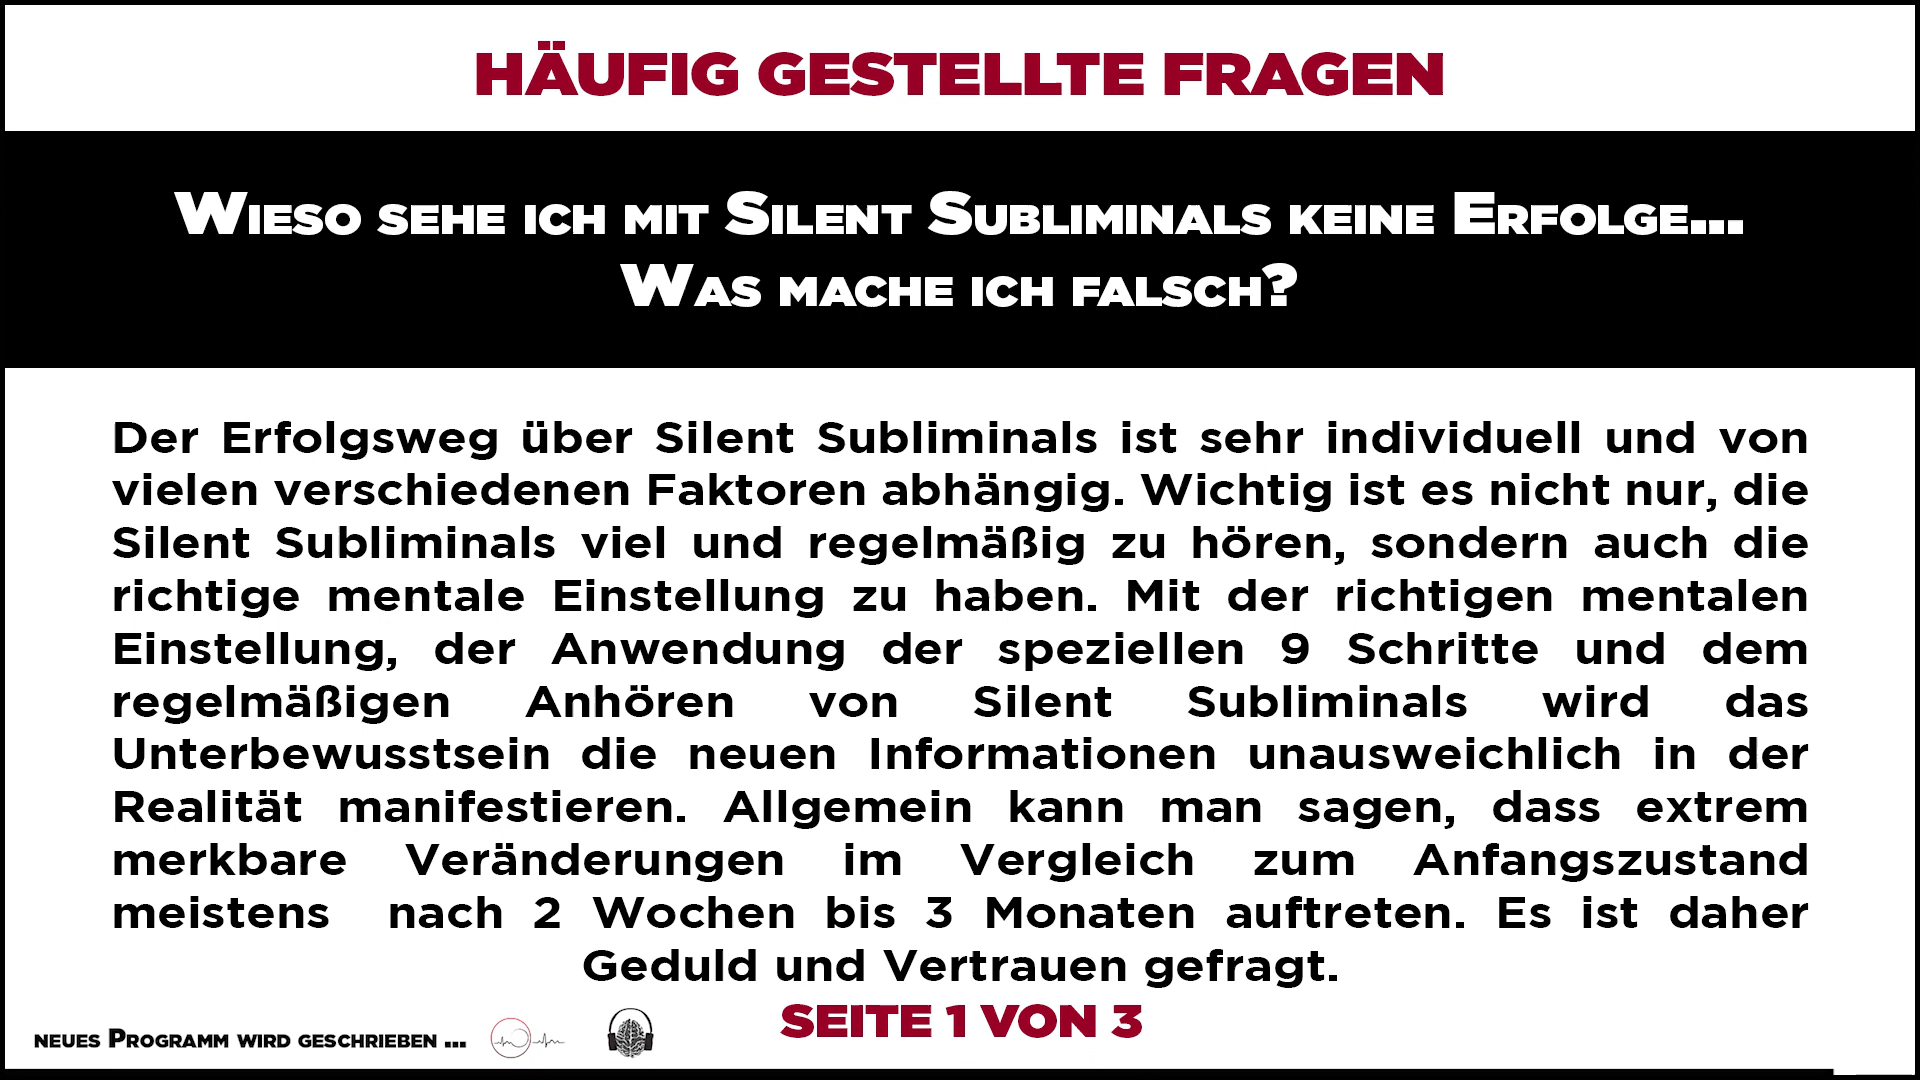 HÄUFIG GESTELLTE FRAGEN
WIESO SEHE ICH MIT SILENT SUBLIMINALS KEINE ERFOLGE...
WAS MACHE ICH FALSCH?
Der Erfolgsweg über Silent Subliminals ist sehr individuell und von
vielen verschiedenen Faktoren abhängig. Wichtig ist es nicht nur, die
Silent Subliminals viel und regelmäßig zu hören, sondern auch die
richtige mentale Einstellung zu haben. Mit der richtigen mentalen
Einstellung, der Anwendung der speziellen 9 Schritte und dem
regelmäßigen Anhören von Silent Subliminals wird das
Unterbewusstsein die neuen Informationen unausweichlich in der
Realität manifestieren. Allgemein kann man sagen, dass extrem
merkbare Veränderungen im Vergleich zum Anfangszustand
meistens nach 2 Wochen bis 3 Monaten auftreten. Es ist daher
Geduld und Vertrauen gefragt.
SEITE 1 VON 3
NEUES PROGRAMM WIRD GESCHRIEBEN ...